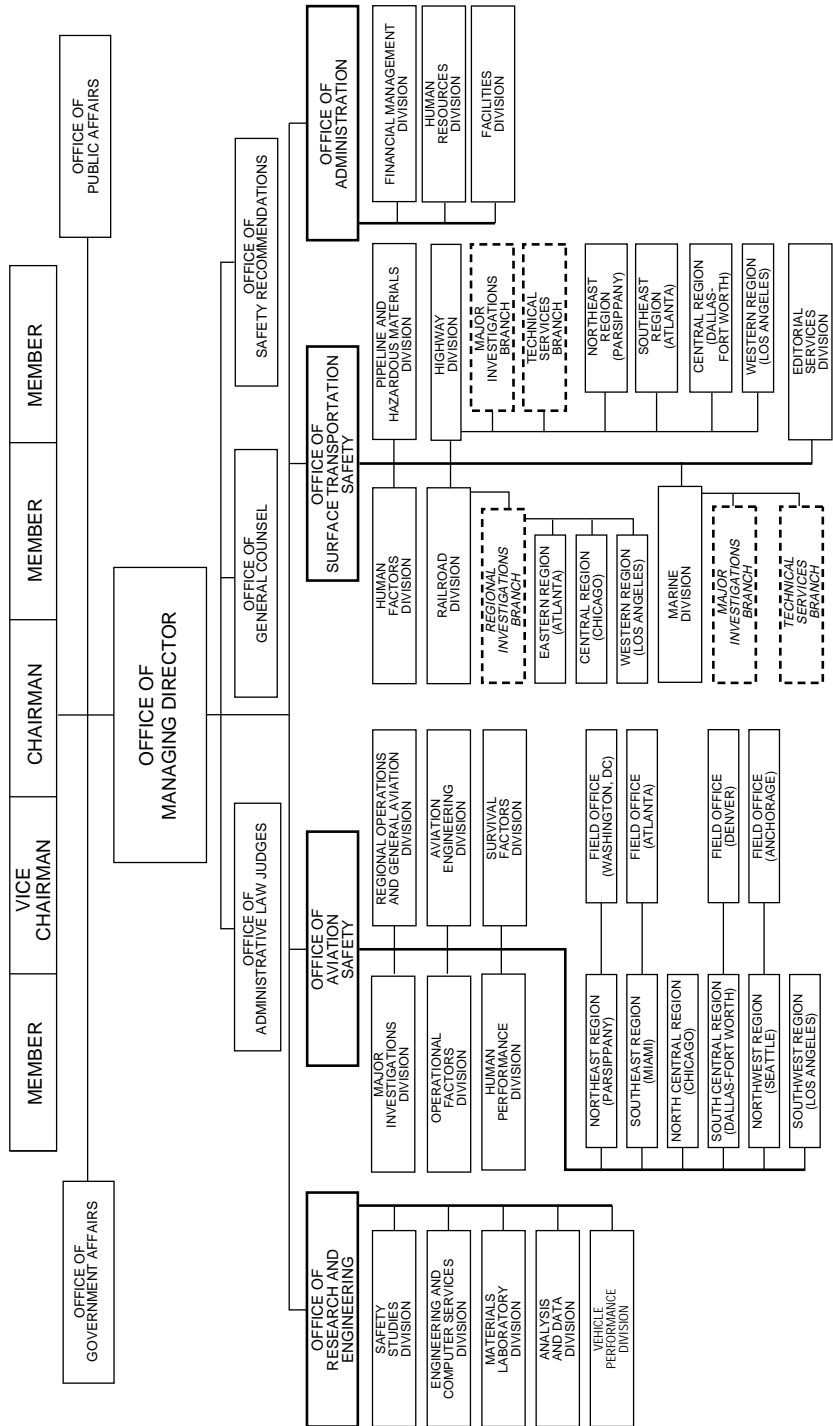 MEMBER
VICE
CHAIRMAN
CHAIRMAN
MEMBER
MEMBER
OFFICE OF
GOVERNMENT AFFAIRS
OFFICE OF
PUBLIC AFFAIRS
OFFICE OF
MANAGING DIRECTOR
OFFICE OF
ADMINISTRATIVE LAW JUDGES
OFFICE OF
GENERAL COUNSEL
OFFICE OF
SAFETY RECOMMENDATIONS
OFFICE OF
RESEARCH AND
ENGINEERING
SAFETY
STUDIES
DIVISION
ENGINEERING AND
COMPUTER SERVICES
DIVISION
MATERIALS
LABORATORY
DIVISION
ANALYSIS
AND DATA
DIVISION
VEHICLE
PERFORMANCE
DIVISION
OFFICE OF
AVIATION
SAFETY
MAJOR
INVESTIGATIONS
DIVISION
REGIONAL OPERATIONS
AND GENERAL AVIATION
DIVISION
OPERATIONAL
FACTORS
DIVISION
AVIATION
ENGINEERING
DIVISION
HUMAN
PERFORMANCE
DIVISION
SURVIVAL
FACTORS
DIVISION
NORTHEAST REGION
(PARSIPPANY)
FIELD OFFICE
(WASHINGTON, DC)
SOUTHEAST REGION
(MIAMI)
FIELD OFFICE
(ATLANTA)
NORTH CENTRAL REGION
(CHICAGO)
SOUTH CENTRAL REGION
(DALLAS-FORT WORTH)
FIELD OFFICE
(DENVER)
NORTHWEST REGION
(SEATTLE)
FIELD OFFICE
(ANCHORAGE)
SOUTHWEST REGION
(LOS ANGELES)
OFFICE OF
SURFACE TRANSPORTATION
SAFETY
HUMAN
FACTORS
DIVISION
PIPELINE AND
HAZARDOUS MATERIALS
DIVISION
RAILROAD
DIVISION
REGIONAL
INVESTIGATIONS
BRANCH
EASTERN REGION
(ATLANTA)
CENTRAL REGION
(CHICAGO)
WESTERN REGION
(LOS ANGELES)
HIGHWAY
DIVISION
MAJOR
INVESTIGATIONS
BRANCH
TECHNICAL
SERVICES
BRANCH
NORTHEAST
REGION
(PARSIPPANY)
SOUTHEAST
REGION
(ATLANTA)
CENTRAL REGION
(DALLAS-
FORT WORTH)
WESTERN REGION
(LOS ANGELES)
MARINE
DIVISION
MAJOR
INVESTIGATIONS
BRANCH
TECHNICAL
SERVICES
BRANCH
EDITORIAL
SERVICES
DIVISION
OFFICE OF
ADMINISTRATION
FINANCIAL MANAGEMENT
DIVISION
HUMAN
RESOURCES
DIVISION
FACILITIES
DIVISION